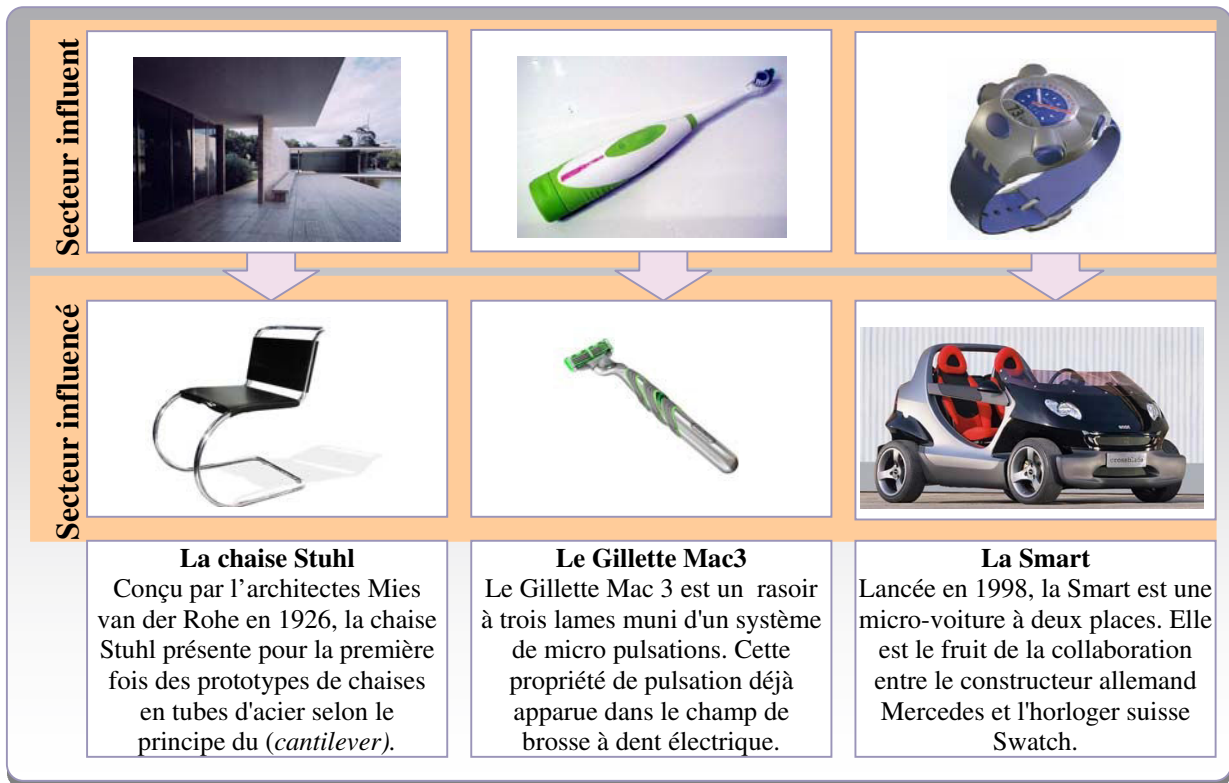 Secteur influent
Secteur influencé
La chaise Stuhl
Conçu par l'architectes Mies
van der Rohe en 1926, la chaise
Stuhl présente pour la première
fois des prototypes de chaises
en tubes d'acier selon le
principe du (cantilever).
Le Gillette Mac3
Le Gillette Mac 3 est un rasoir
à trois lames muni d'un système
de micro pulsations. Cette
propriété de pulsation déjà
apparue dans le champ de
brosse à dent électrique.
La Smart
Lancée en 1998, la Smart est une
micro-voiture à deux places. Elle
est le fruit de la collaboration
entre le constructeur allemand
Mercedes et l'horloger suisse
Swatch.